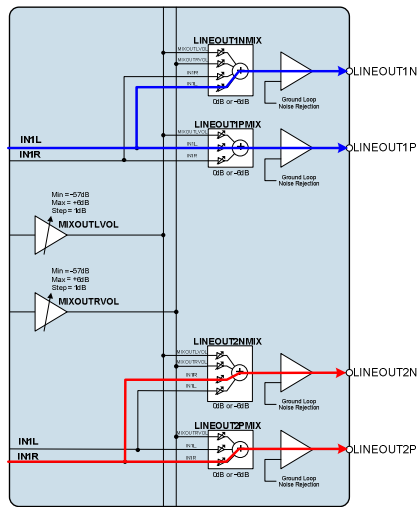 LINEOUT1NMIX
MIXOUTLVOL
MIXOUTRVOL
IN1R
IN1L
0dB or -6dB
Ground Loop
Noise Rejection
LINEOUT1N
LINEOUT1PMIX
MIXOUTLVOL
IN1L
IN1R
0dB or -6dB
Ground Loop
Noise Rejection
LINEOUT1P
IN1L
IN1R
Min = -57dB
Max = +6dB
Step = 1dB
MIXOUTLVOL
Min = -57dB
Max = +6dB
Step = 1dB
MIXOUTRVOL
LINEOUT2NMIX
MIXOUTLVOL
MIXOUTRVOL
IN1R
IN1L
0dB or -6dB
Ground Loop
Noise Rejection
LINEOUT2N
LINEOUT2PMIX
MIXOUTRVOL
IN1L
IN1R
0dB or -6dB
Ground Loop
Noise Rejection
LINEOUT2P
IN1L
IN1R